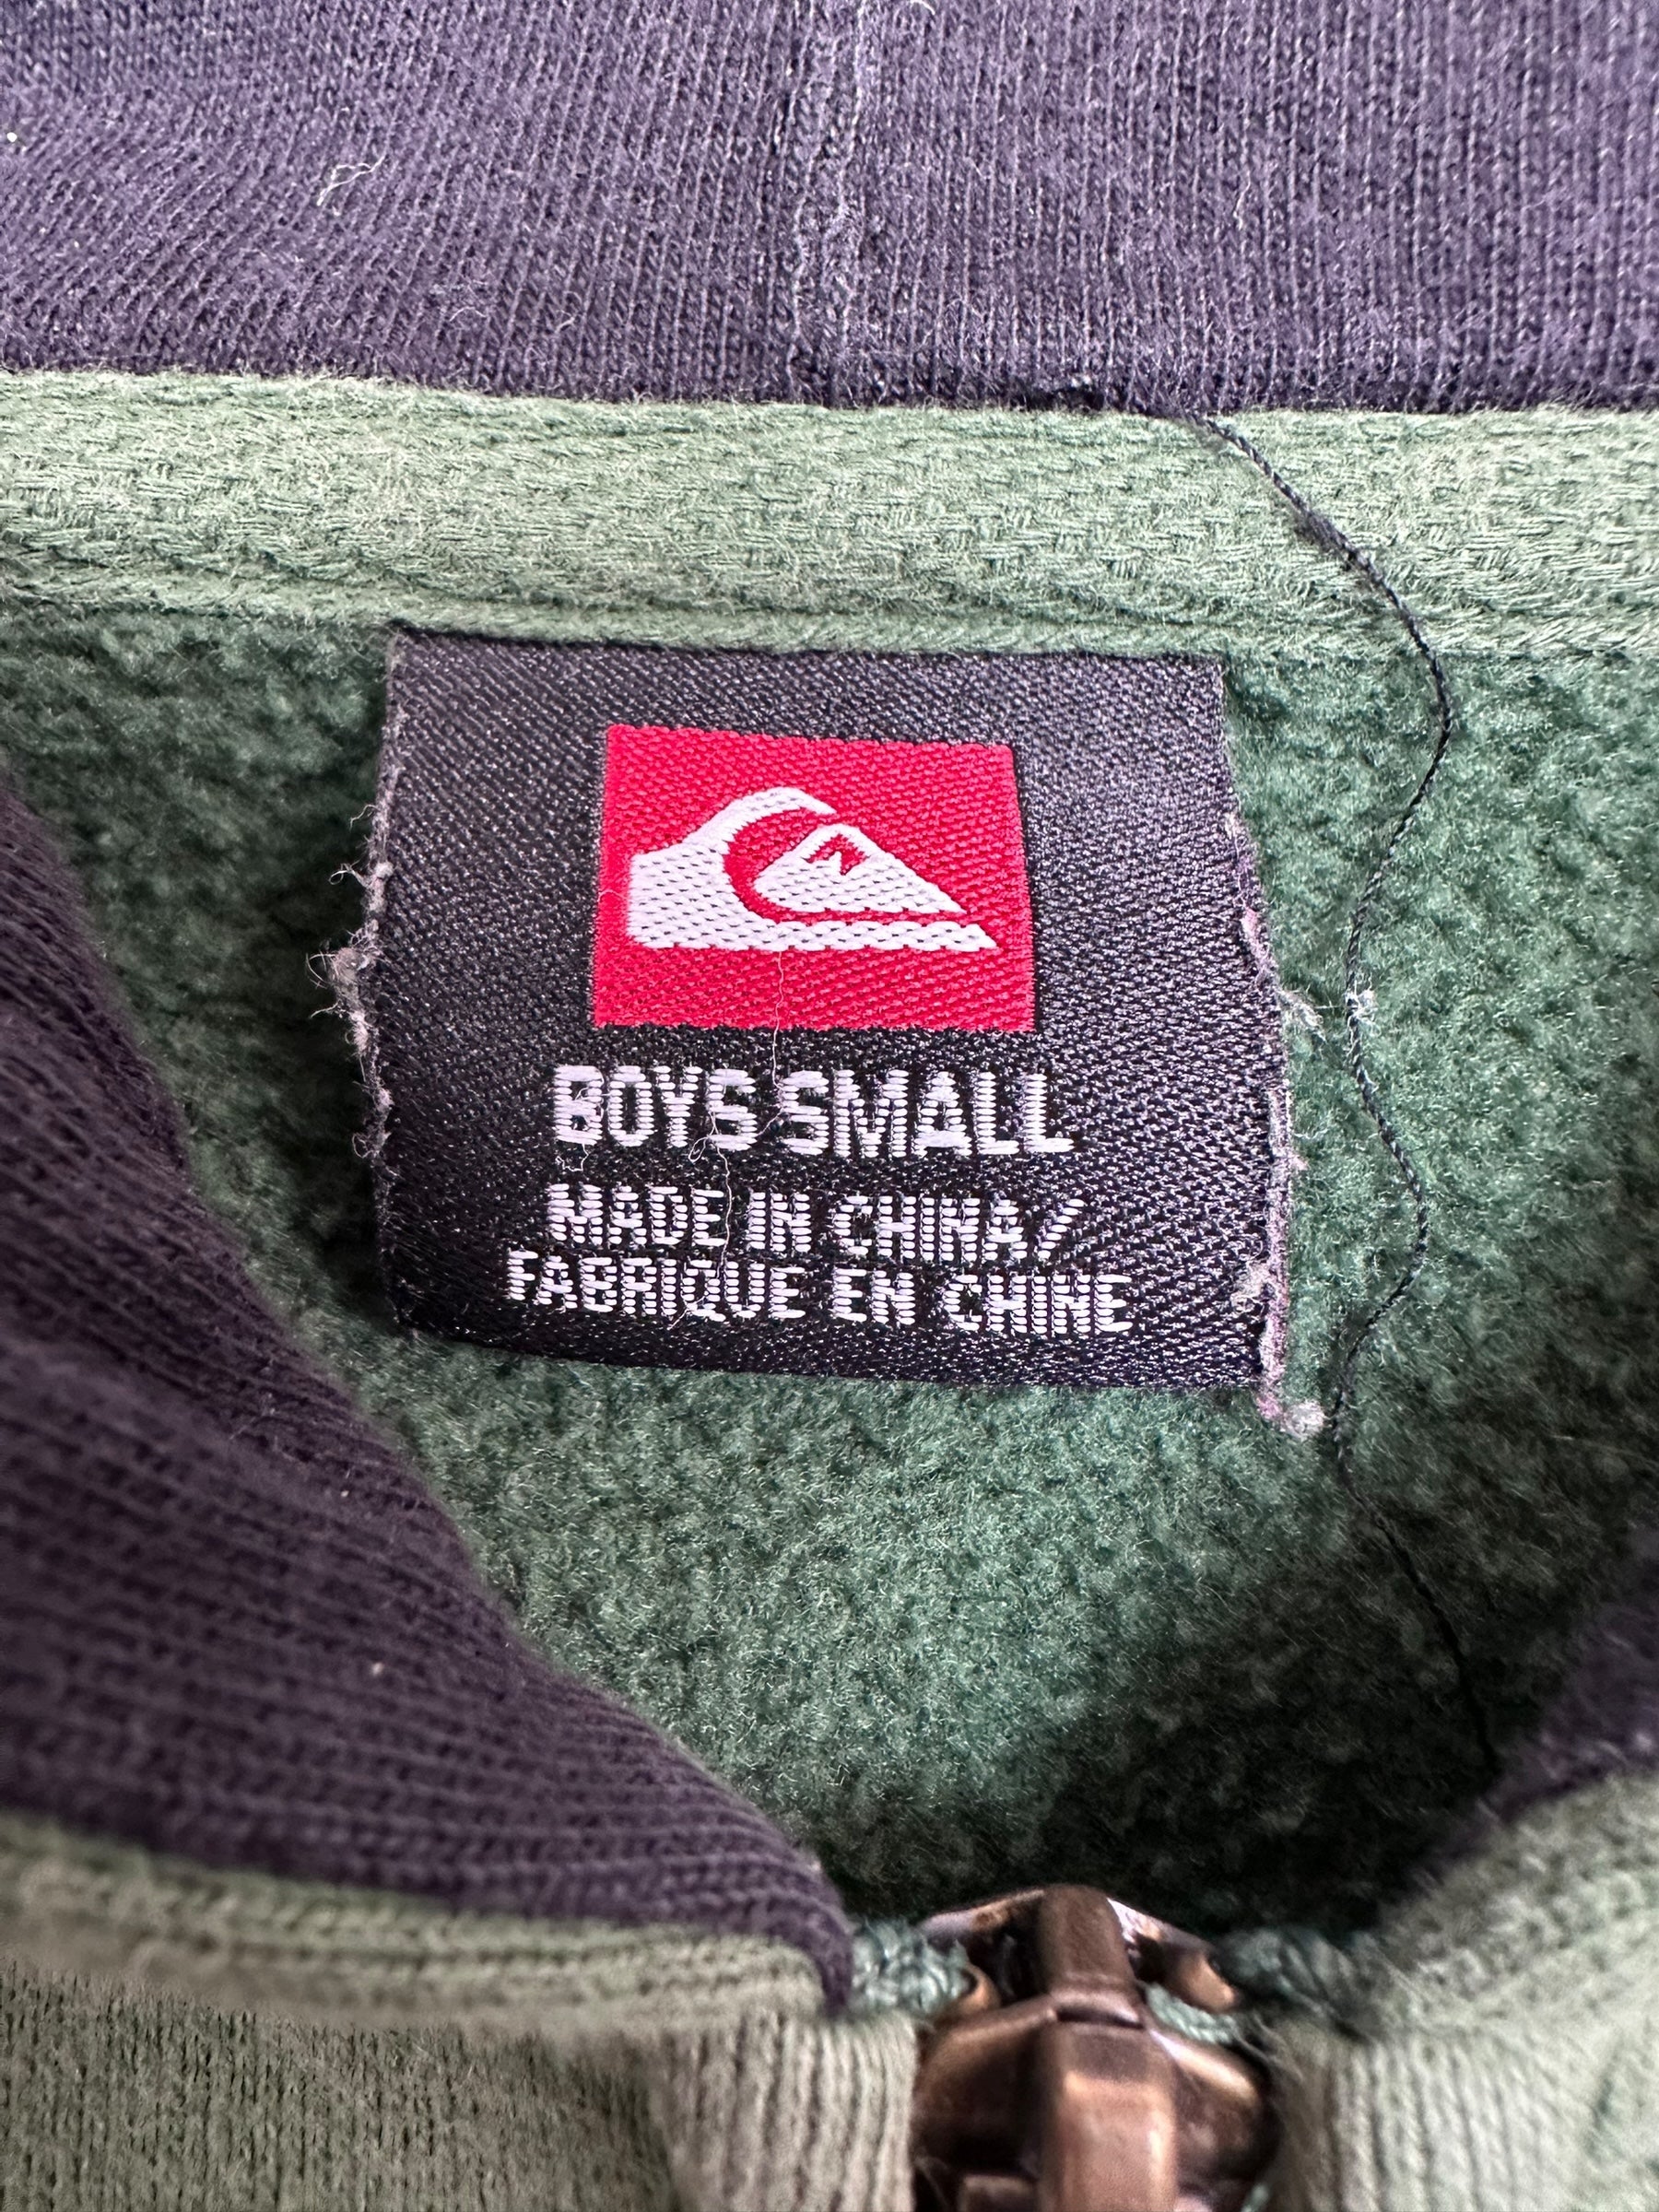 BOYS SMALL
MADE IN CHINA/
FABRIQUE EN CHINE